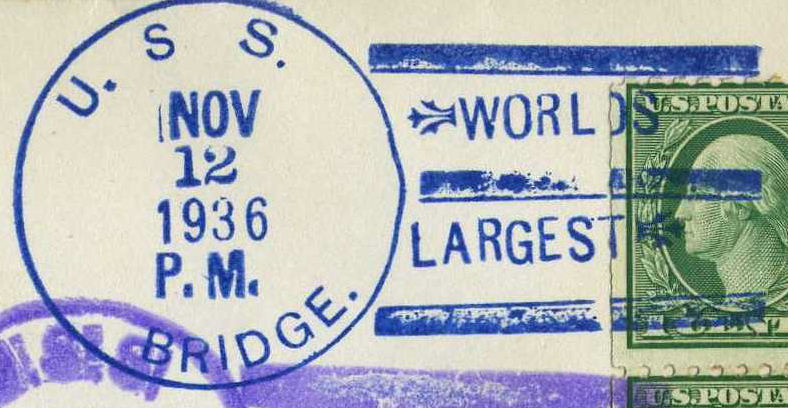 U. S S.
NOV
12
1936
P. M.
BRIDGE.
WORLDS
LARGEST
U.S. POSTA
U.S. POSTA